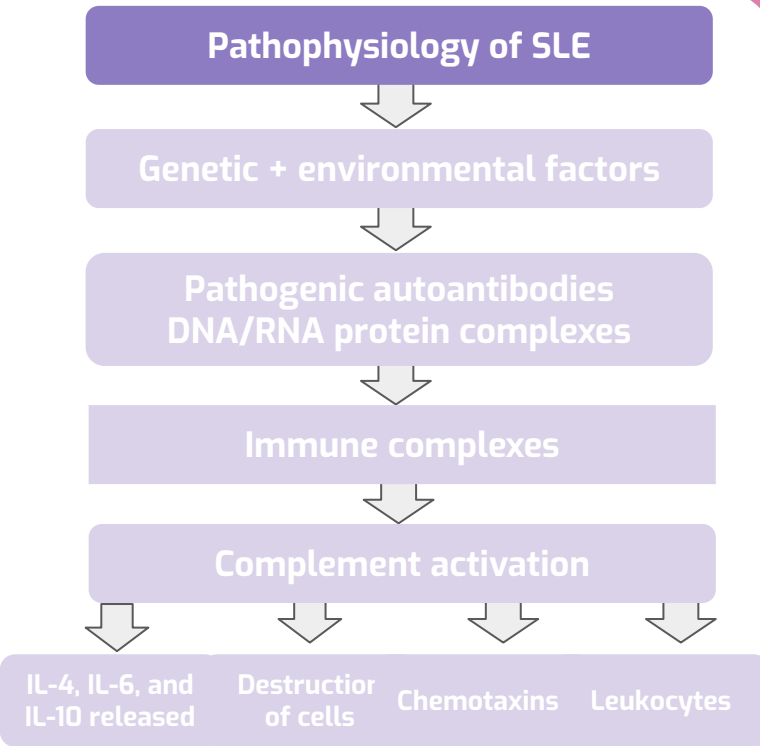 Pathophysiology of SLE
Genetic + environmental factors
Pathogenic autoantibodies
DNA/RNA protein complexes
Immune complexes
Complement activation
IL-4, IL-6, and
IL-10 released
Destruction
of cells
Chemotaxins
Leukocytes